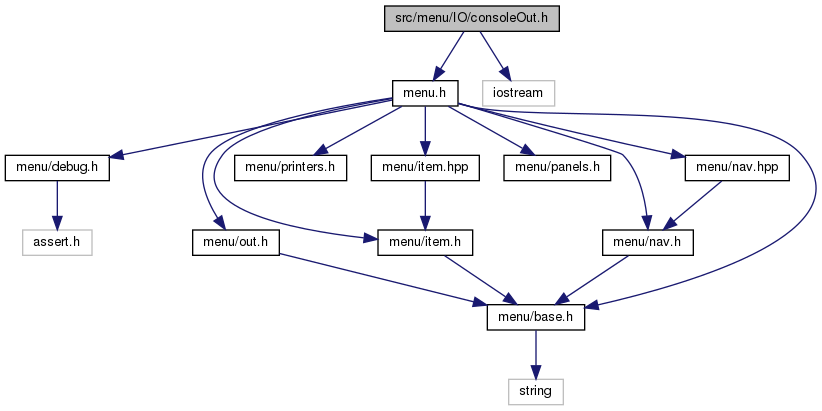 src/menu/IO/consoleOut.h
menu.h
iostream
menu/debug.h
menu/printers.h
menu/item.hpp
menu/panels.h
menu/nav.hpp
assert.h
menu/out.h
menu/item.h
menu/nav.h
menu/base.h
string